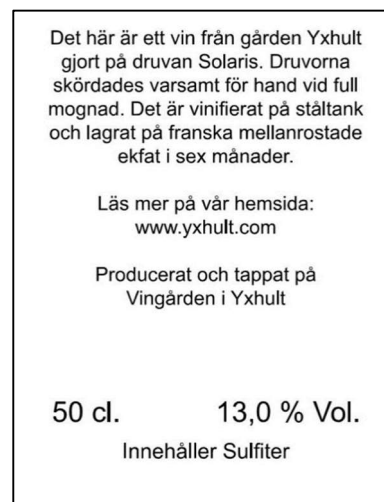 Det här är ett vin från gården Yxhult
gjort på druvan Solaris. Druvorna
skördades varsamt för hand vid full
mognad. Det är vinifierat på ståltank
och lagrat på franska mellanrostade
ekfat i sex månader.
Läs mer på vår hemsida:
www.yxhult.com
Producerat och tappat på
Vingården i Yxhult
50 cl. 13,0 % Vol.
Innehåller Sulfiter